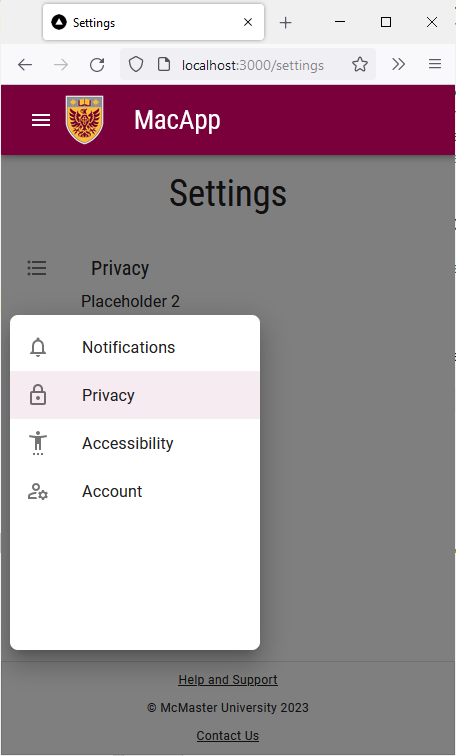 Settings
localhost:3000/settings
MacApp
Settings
Privacy
Placeholder 2
Notifications
Privacy
Accessibility
Account
Help and Support
© McMaster University 2023
Contact Us